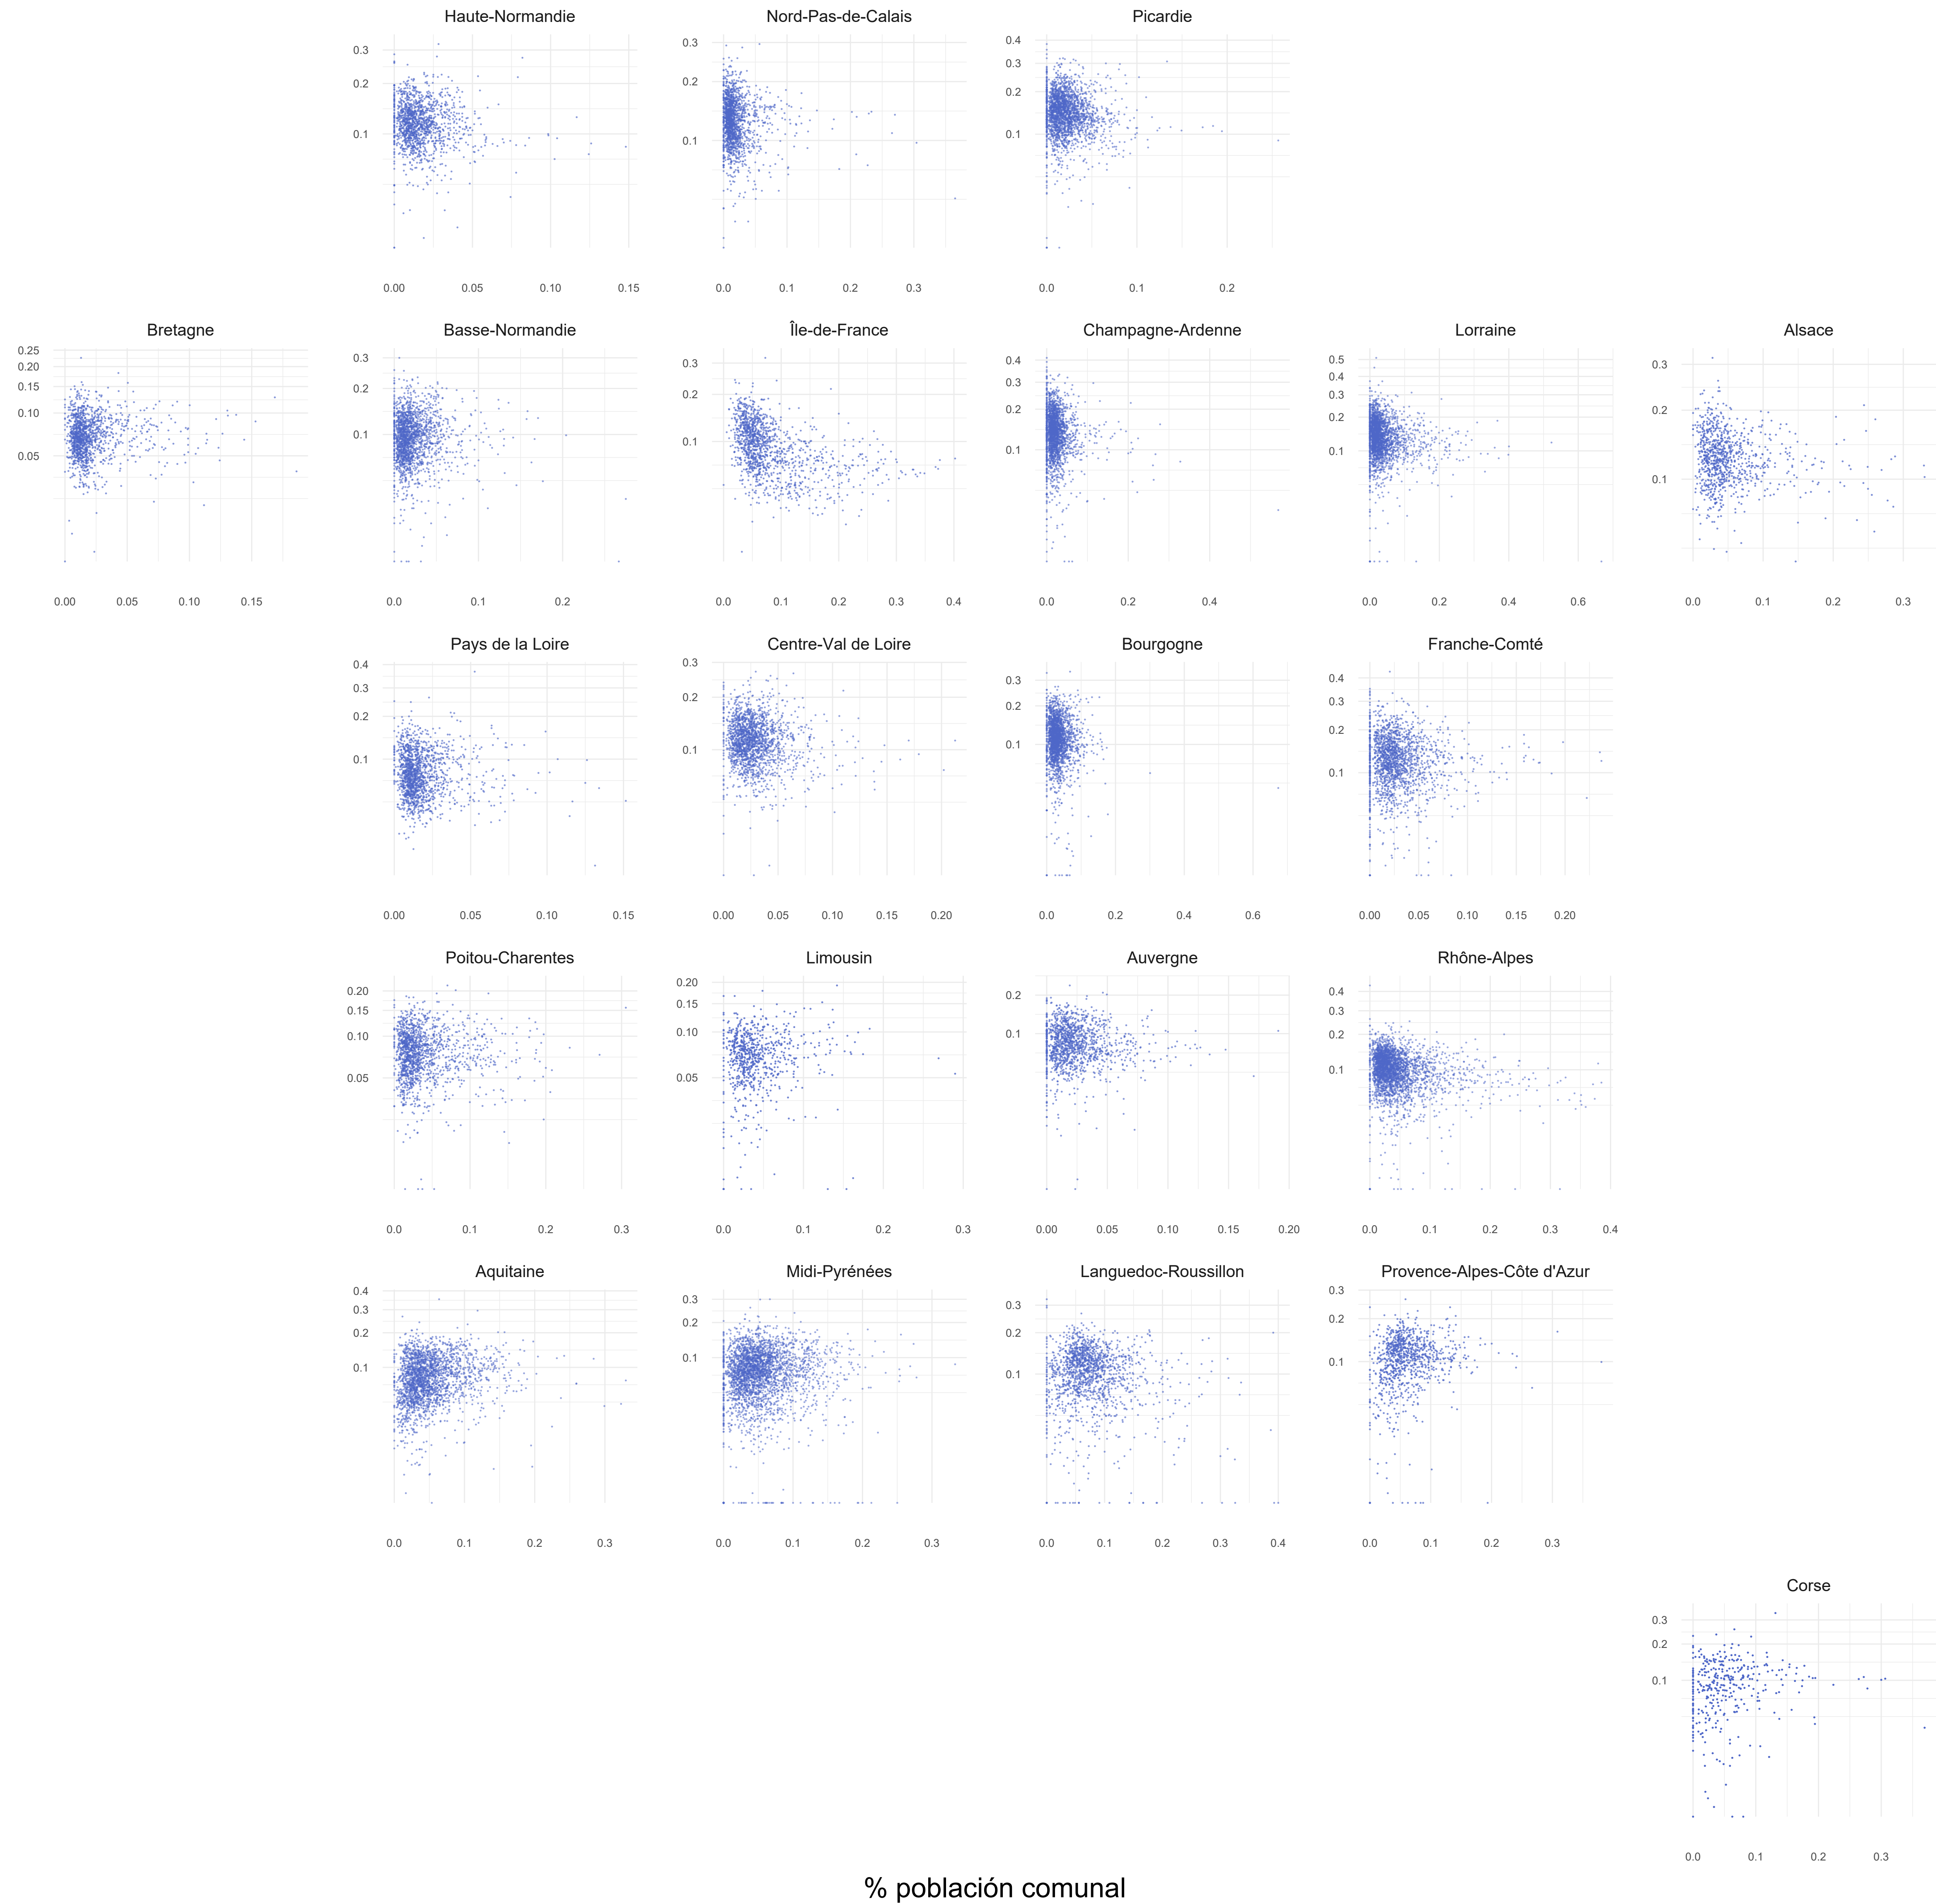 Haute-Normandie
Nord-Pas-de-Calais
Picardie
0.3
0.2
0.1
0.00 0.05 0.10 0.15
0.3
0.2
0.1
0.0 0.1 0.2 0.3
0.4
0.3
0.2
0.1
0.0 0.1 0.2
Bretagne
Basse-Normandie
Île-de-France
Champagne-Ardenne
Lorraine
Alsace
0.25
0.20
0.15
0.10
0.05
0.00 0.05 0.10 0.15
0.3
0.2
0.1
0.0 0.1 0.2
0.3
0.2
0.1
0.0 0.1 0.2 0.3 0.4
0.4
0.3
0.2
0.1
0.0 0.2 0.4
0.5
0.4
0.3
0.2
0.1
0.0 0.2 0.4 0.6
0.3
0.2
0.1
0.0 0.1 0.2 0.3
Pays de la Loire
Centre-Val de Loire
Bourgogne
Franche-Comté
0.4
0.3
0.2
0.1
0.00 0.05 0.10 0.15
0.3
0.2
0.1
0.00 0.05 0.10 0.15 0.20
0.3
0.2
0.1
0.0 0.2 0.4 0.6
0.4
0.3
0.2
0.1
0.00 0.05 0.10 0.15 0.20
Poitou-Charentes
Limousin
Auvergne
Rhône-Alpes
0.20
0.15
0.10
0.05
0.0 0.1 0.2 0.3
0.20
0.15
0.10
0.05
0.0 0.1 0.2 0.3
0.2
0.1
0.00 0.05 0.10 0.15 0.20
0.4
0.3
0.2
0.1
0.0 0.1 0.2 0.3 0.4
Aquitaine
Midi-Pyrénées
Languedoc-Roussillon
Provence-Alpes-Côte d'Azur
0.4
0.3
0.2
0.1
0.0 0.1 0.2 0.3
0.3
0.2
0.1
0.0 0.1 0.2 0.3
0.3
0.2
0.1
0.0 0.1 0.2 0.3 0.4
0.3
0.2
0.1
0.0 0.1 0.2 0.3
Corse
0.3
0.2
0.1
0.0 0.1 0.2 0.3
% población comunal